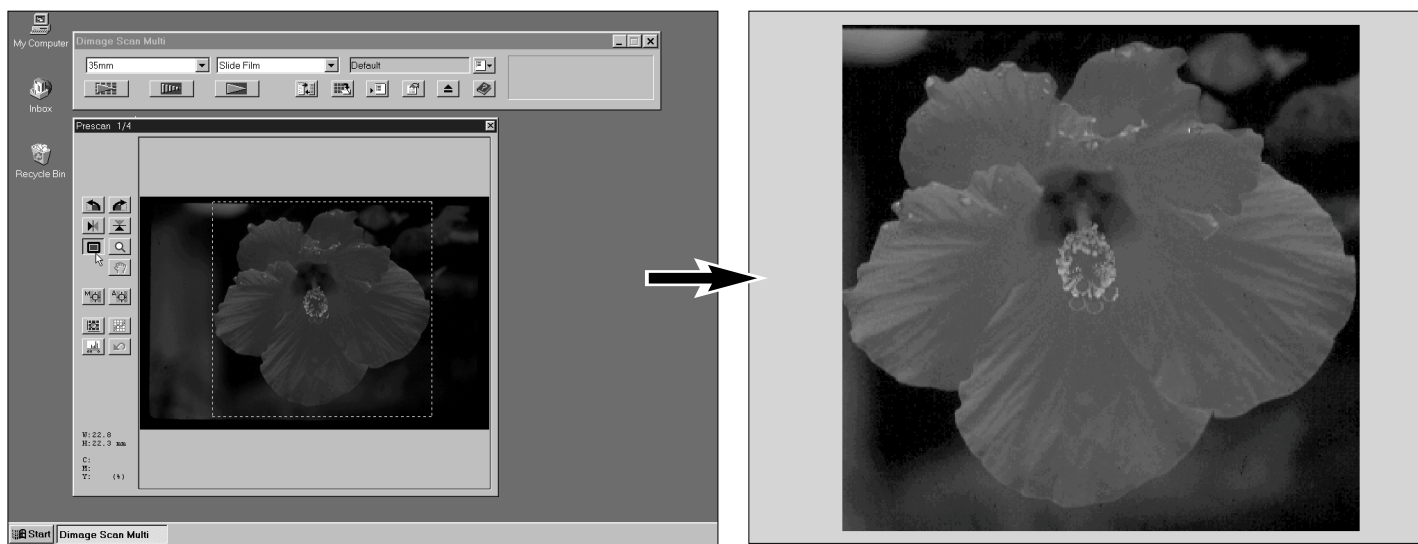 My Computer
Dimage Scan Multi
35mm
Slide Film
Default
Inbox
Prescan 1/4
Recycle Bin
M
A
W:22.8
H:22.3 mm
C:
M:
Y: (%)
Start
Dimage Scan Multi